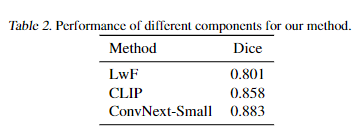 Table 2. Performance of different components for our method.
Method Dice
LwF 0.801
CLIP 0.858
ConvNext-Small 0.883